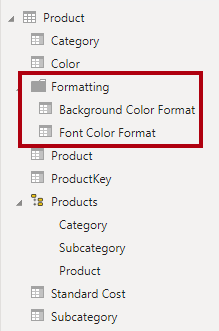 Product
Category
Color
Formatting
Background Color Format
Font Color Format
Product
ProductKey
Products
Category
Subcategory
Product
Standard Cost
Subcategory